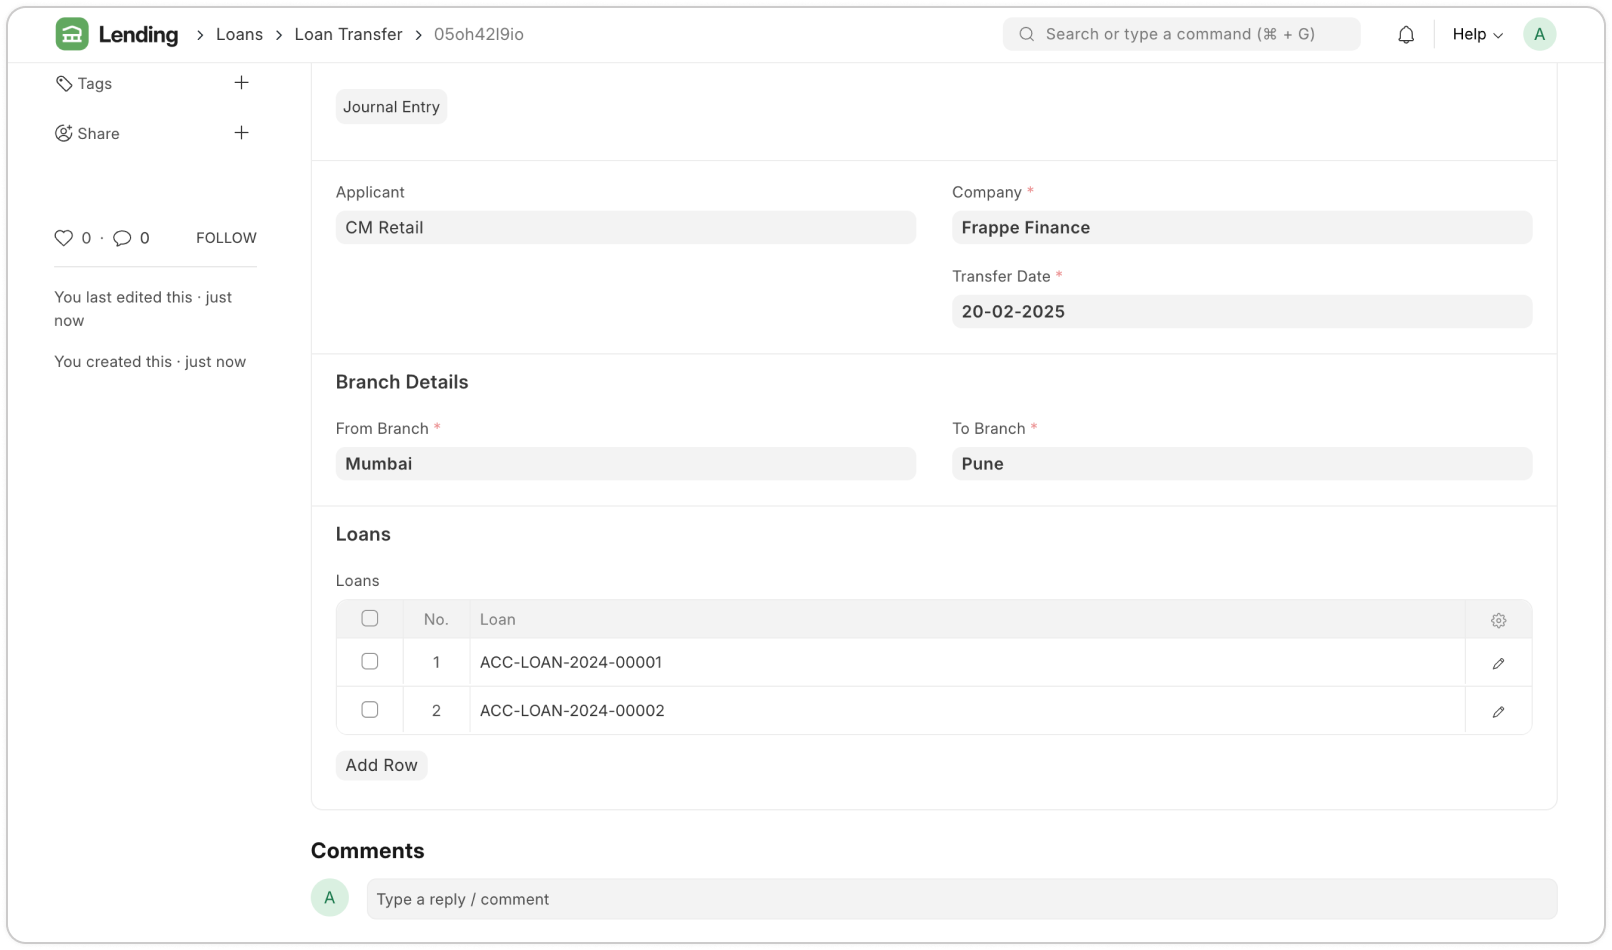 Lending > Loans > Loan Transfer > 05oh42l9io
Search or type a command (⌘ + G)
Help
A
Tags +
Share +
0 · 0 FOLLOW
You last edited this · just
now
You created this · just now
Journal Entry
Applicant
CM Retail
Company *
Frappe Finance
Transfer Date *
20-02-2025
Branch Details
From Branch *
Mumbai
To Branch *
Pune
Loans
Loans
No. Loan
1 ACC-LOAN-2024-00001
2 ACC-LOAN-2024-00002
Add Row
Comments
A
Type a reply / comment